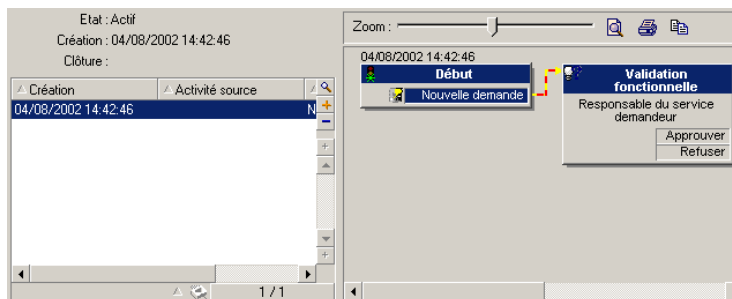 Etat : Actif
Création : 04/08/2002 14:42:46
Clôture :
Création
Activité source
04/08/2002 14:42:46
N
1 / 1
Zoom :
04/08/2002 14:42:46
Début
Nouvelle demande
Validation
fonctionnelle
Responsable du service
demandeur
Approuver
Refuser